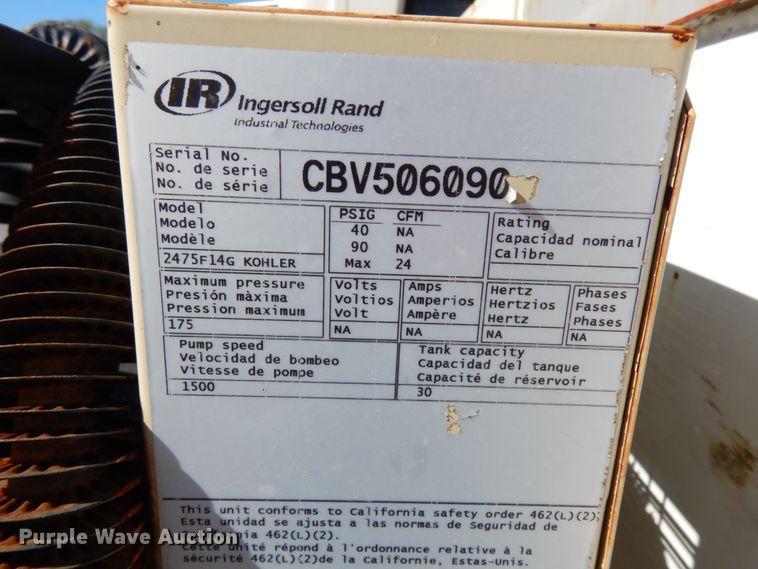 IR Ingersoll Rand
Industrial Technologies
Serial No.
No. de serie
No. de série
CBV506090
Model
Modelo
Modèle
2475F14G KOHLER
PSIG CFM
40 NA
90 NA
Max 24
Rating
Capacidad nominal
Calibre
Maximum pressure
Presión màxima
Pression maximum
175
Volts
Voltios
Volt
NA
Amps
Amperios
Ampère
NA
Hertz
Hertzios
Hertz
NA
Phases
Fases
Phases
NA
Pump speed
Velocidad de bombeo
Vitesse de pompe
1500
Tank capacity
Capacidad del tanque
Capacité de réservoir
30
This unit conforms to California safety order 462(L)(2);
Esta unidad se ajusta a las normas de Seguridad de
ornia 462(L)(2).
Cette unité répond à l'ordonnance relative à la
sécurité 462(L)(2)de la Californie, Estas-Unis.
Purple Wave Auction